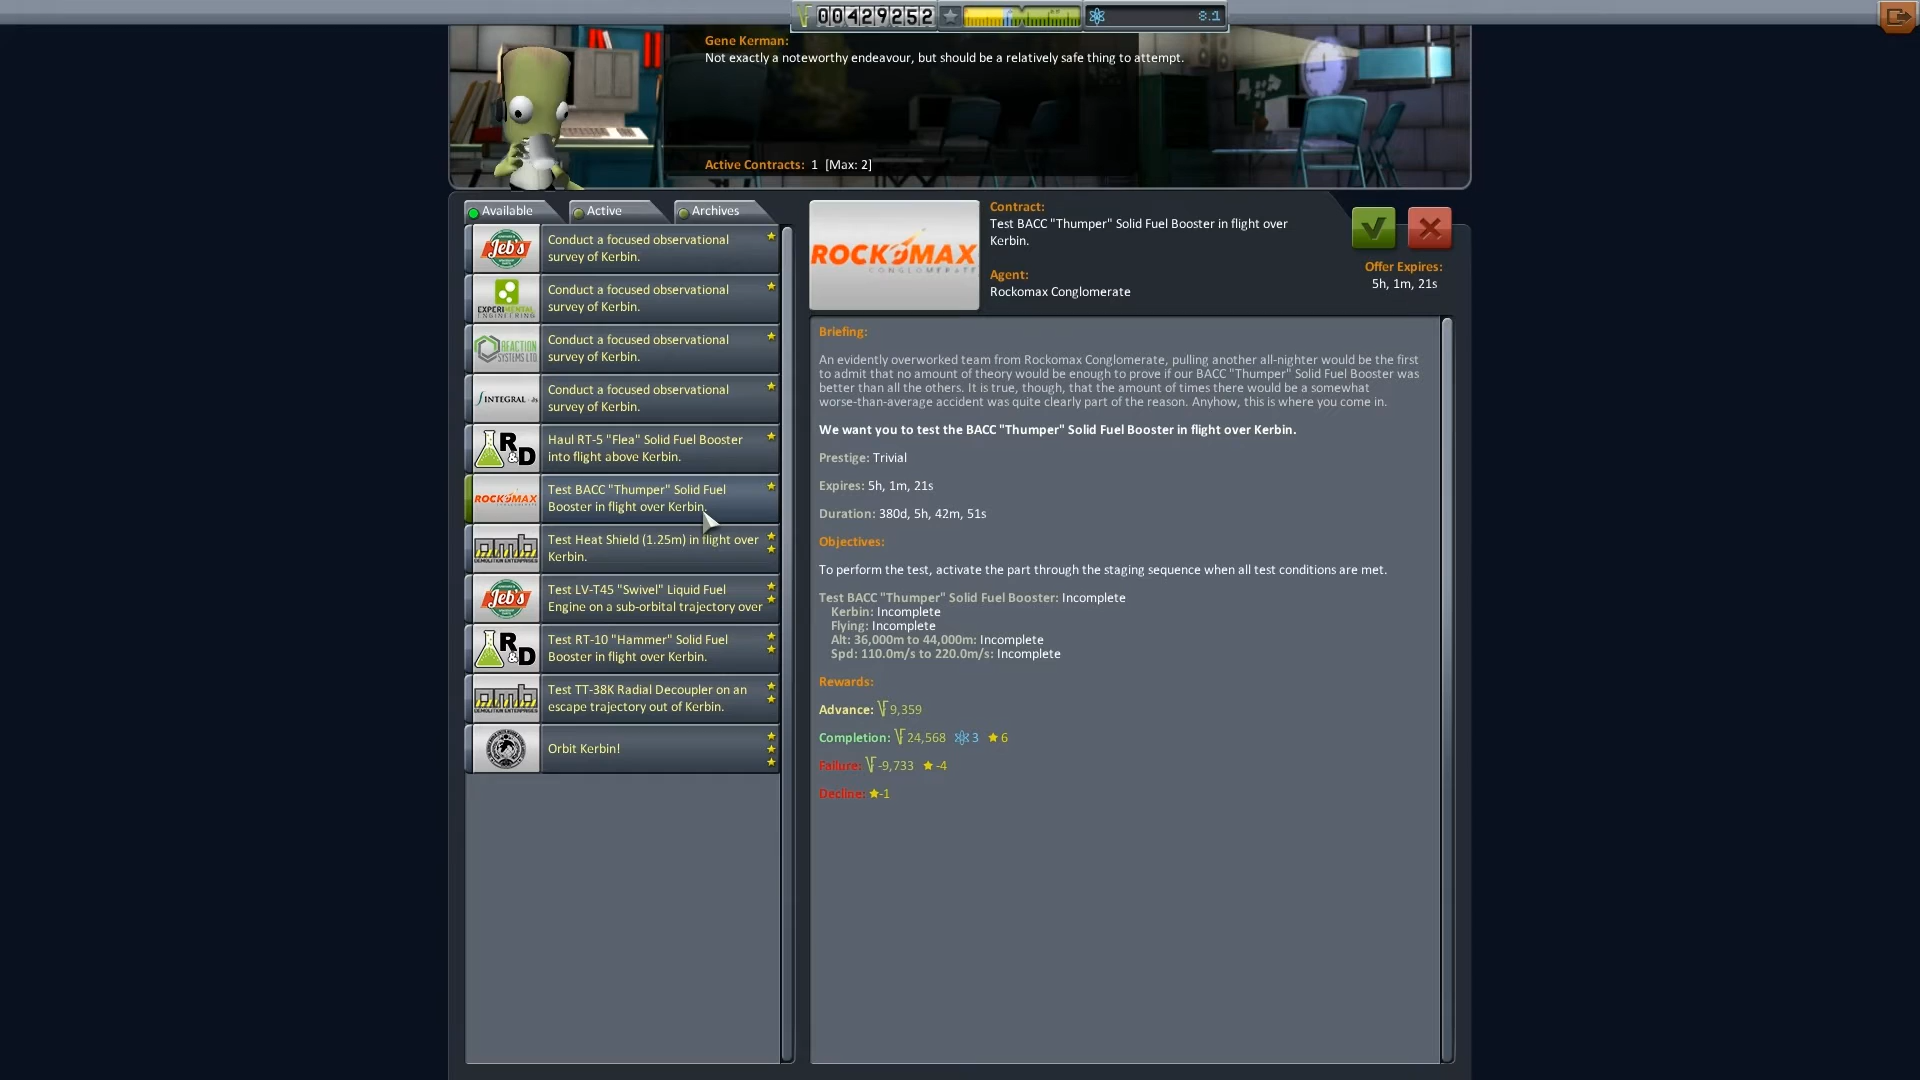 00429252
8.1
Gene Kerman:
Not exactly a noteworthy endeavour, but should be a relatively safe thing to attempt.
Active Contracts: 1 [Max: 2]
Available
Active
Archives
Jeb's
Conduct a focused observational
survey of Kerbin.
EXPERIMENTAL
ENGINEERING
Conduct a focused observational
survey of Kerbin.
REACTION
SYSTEMS LTD
Conduct a focused observational
survey of Kerbin.
INTEGRAL
Conduct a focused observational
survey of Kerbin.
R&D
Haul RT-5 "Flea" Solid Fuel Booster
into flight above Kerbin.
ROCKOMAX
Test BACC "Thumper" Solid Fuel
Booster in flight over Kerbin.
DEMOLITION ENTERPRISES
Test Heat Shield (1.25m) in flight over
Kerbin.
Jeb's
Test LV-T45 "Swivel" Liquid Fuel
Engine on a sub-orbital trajectory over
R&D
Test RT-10 "Hammer" Solid Fuel
Booster in flight over Kerbin.
DEMOLITION ENTERPRISES
Test TT-38K Radial Decoupler on an
escape trajectory out of Kerbin.
Orbit Kerbin!
ROCKOMAX
CONGLOMERATE
Contract:
Test BACC "Thumper" Solid Fuel Booster in flight over
Kerbin.
Agent:
Rockomax Conglomerate
Offer Expires:
5h, 1m, 21s
Briefing:
An evidently overworked team from Rockomax Conglomerate, pulling another all-nighter would be the first
to admit that no amount of theory would be enough to prove if our BACC "Thumper" Solid Fuel Booster was
better than all the others. It is true, though, that the amount of times there would be a somewhat
worse-than-average accident was quite clearly part of the reason. Anyhow, this is where you come in.
We want you to test the BACC "Thumper" Solid Fuel Booster in flight over Kerbin.
Prestige: Trivial
Expires: 5h, 1m, 21s
Duration: 380d, 5h, 42m, 51s
Objectives:
To perform the test, activate the part through the staging sequence when all test conditions are met.
Test BACC "Thumper" Solid Fuel Booster: Incomplete
Kerbin: Incomplete
Flying: Incomplete
Alt: 36,000m to 44,000m: Incomplete
Spd: 110.0m/s to 220.0m/s: Incomplete
Rewards:
Advance: 9,359
Completion: 24,568 3 6
Failure: -9,733 -4
Decline: -1